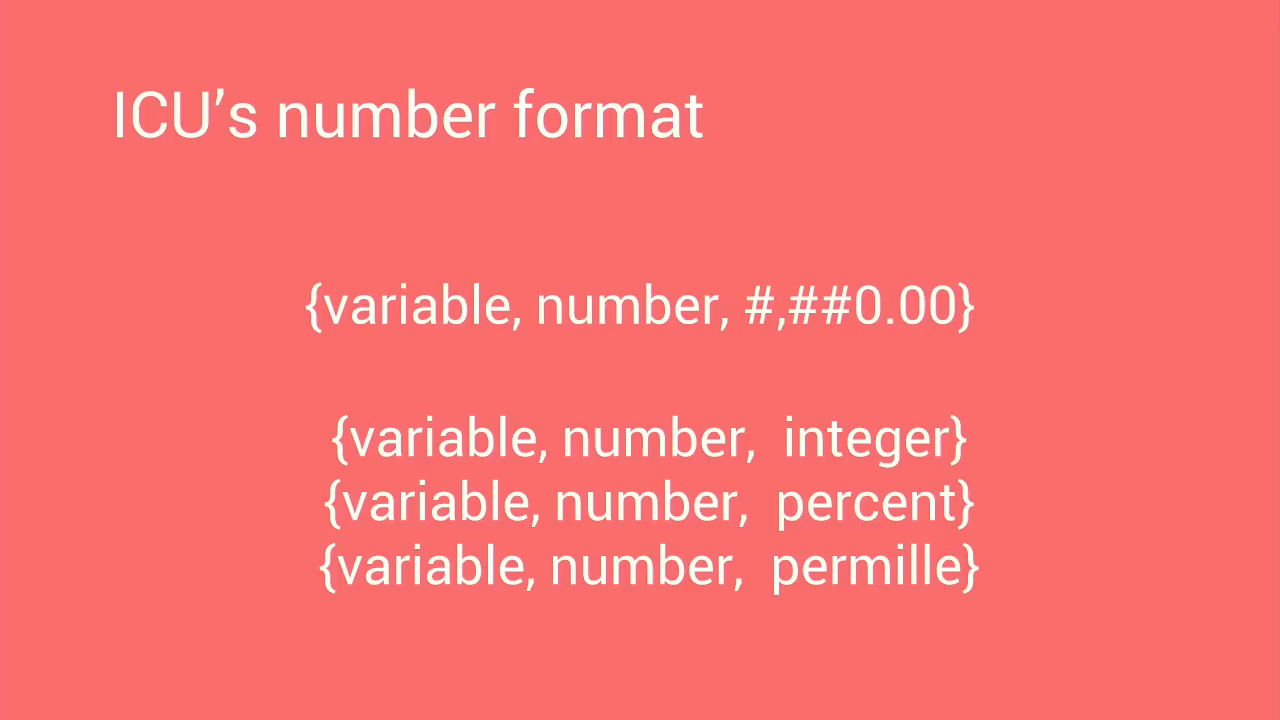 ICU’s number format
{variable, number, #,##0.00}
{variable, number,  integer}
{variable, number,  percent}
{variable, number,  permille}